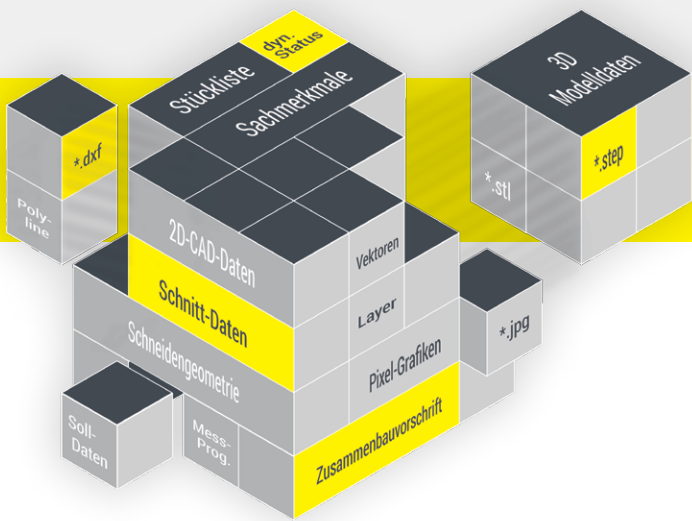 dyn.
Status
Stückliste
Sachmerkmale
3D
Modelldaten
*.dxf
*.step
*.stl
Poly-
line
2D-CAD-Daten
Vektoren
Schnitt-Daten
Layer
Schneidengeometrie
Pixel-Grafiken
*.jpg
Soll-
Daten
Mess-
Prog.
Zusammenbauvorschrift